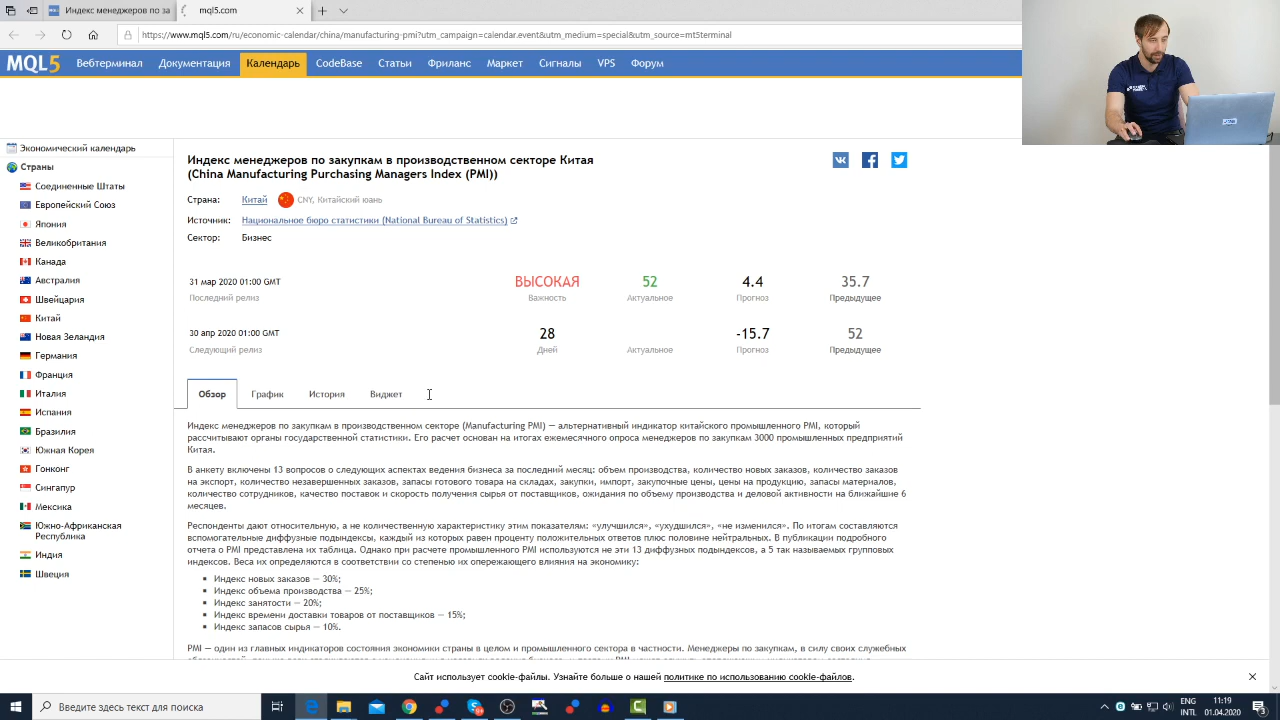 Индекс менеджеров по за
mql5.com
https://www.mql5.com/ru/economic-calendar/china/manufacturing-pmi?utm_campaign=calendar.event&utm_medium=special&utm_source=mt5terminal
MQL5 Вебтерминал Документация Календарь CodeBase Статьи Фриланс Маркет Сигналы VPS Форум
Экономический календарь
Страны
Соединенные Штаты
Европейский Союз
Япония
Великобритания
Канада
Австралия
Швейцария
Китай
Новая Зеландия
Германия
Франция
Италия
Испания
Бразилия
Южная Корея
Гонконг
Сингапур
Мексика
Южно-Африканская
Республика
Индия
Швеция
Индекс менеджеров по закупкам в производственном секторе Китая
(China Manufacturing Purchasing Managers Index (PMI))
Страна: Китай CNY, Китайский юань
Источник: Национальное бюро статистики (National Bureau of Statistics)
Сектор: Бизнес
31 мар 2020 01:00 GMT ВЫСОКАЯ 52 4.4 35.7
Последний релиз Важность Актуальное Прогноз Предыдущее
30 апр 2020 01:00 GMT 28 -15.7 52
Следующий релиз Дней Актуальное Прогноз Предыдущее
Обзор График История Виджет
Индекс менеджеров по закупкам в производственном секторе (Manufacturing PMI) — альтернативный индикатор китайского промышленного PMI, который
рассчитывают органы государственной статистики. Его расчет основан на итогах ежемесячного опроса менеджеров по закупкам 3000 промышленных предприятий
Китая.
В анкету включены 13 вопросов о следующих аспектах ведения бизнеса за последний месяц: объем производства, количество новых заказов, количество заказов
на экспорт, количество незавершенных заказов, запасы готового товара на складах, закупки, импорт, закупочные цены, цены на продукцию, запасы материалов,
количество сотрудников, качество поставок и скорость получения сырья от поставщиков, ожидания по объему производства и деловой активности на ближайшие 6
месяцев.
Респонденты дают относительную, а не количественную характеристику этим показателям: «улучшился», «ухудшился», «не изменился». По итогам составляются
вспомогательные диффузные подындексы, каждый из которых равен проценту положительных ответов плюс половине нейтральных. В публикации подробного
отчета о PMI представлена их таблица. Однако при расчете промышленного PMI используются не эти 13 диффузных подындексов, а 5 так называемых групповых
индексов. Веса их определяются в соответствии со степенью их опережающего влияния на экономику:
Индекс новых заказов — 30%;
Индекс объема производства — 25%;
Индекс занятости — 20%;
Индекс времени доставки товаров от поставщиков — 15%;
Индекс запасов сырья — 10%.
PMI — один из главных индикаторов состояния экономики страны в целом и промышленного сектора в частности. Менеджеры по закупкам, в силу своих служебных
Сайт использует cookie-файлы. Узнайте больше о нашей политике по использованию cookie-файлов.
Введите здесь текст для поиска
ENG
INTL
11:19
01.04.2020